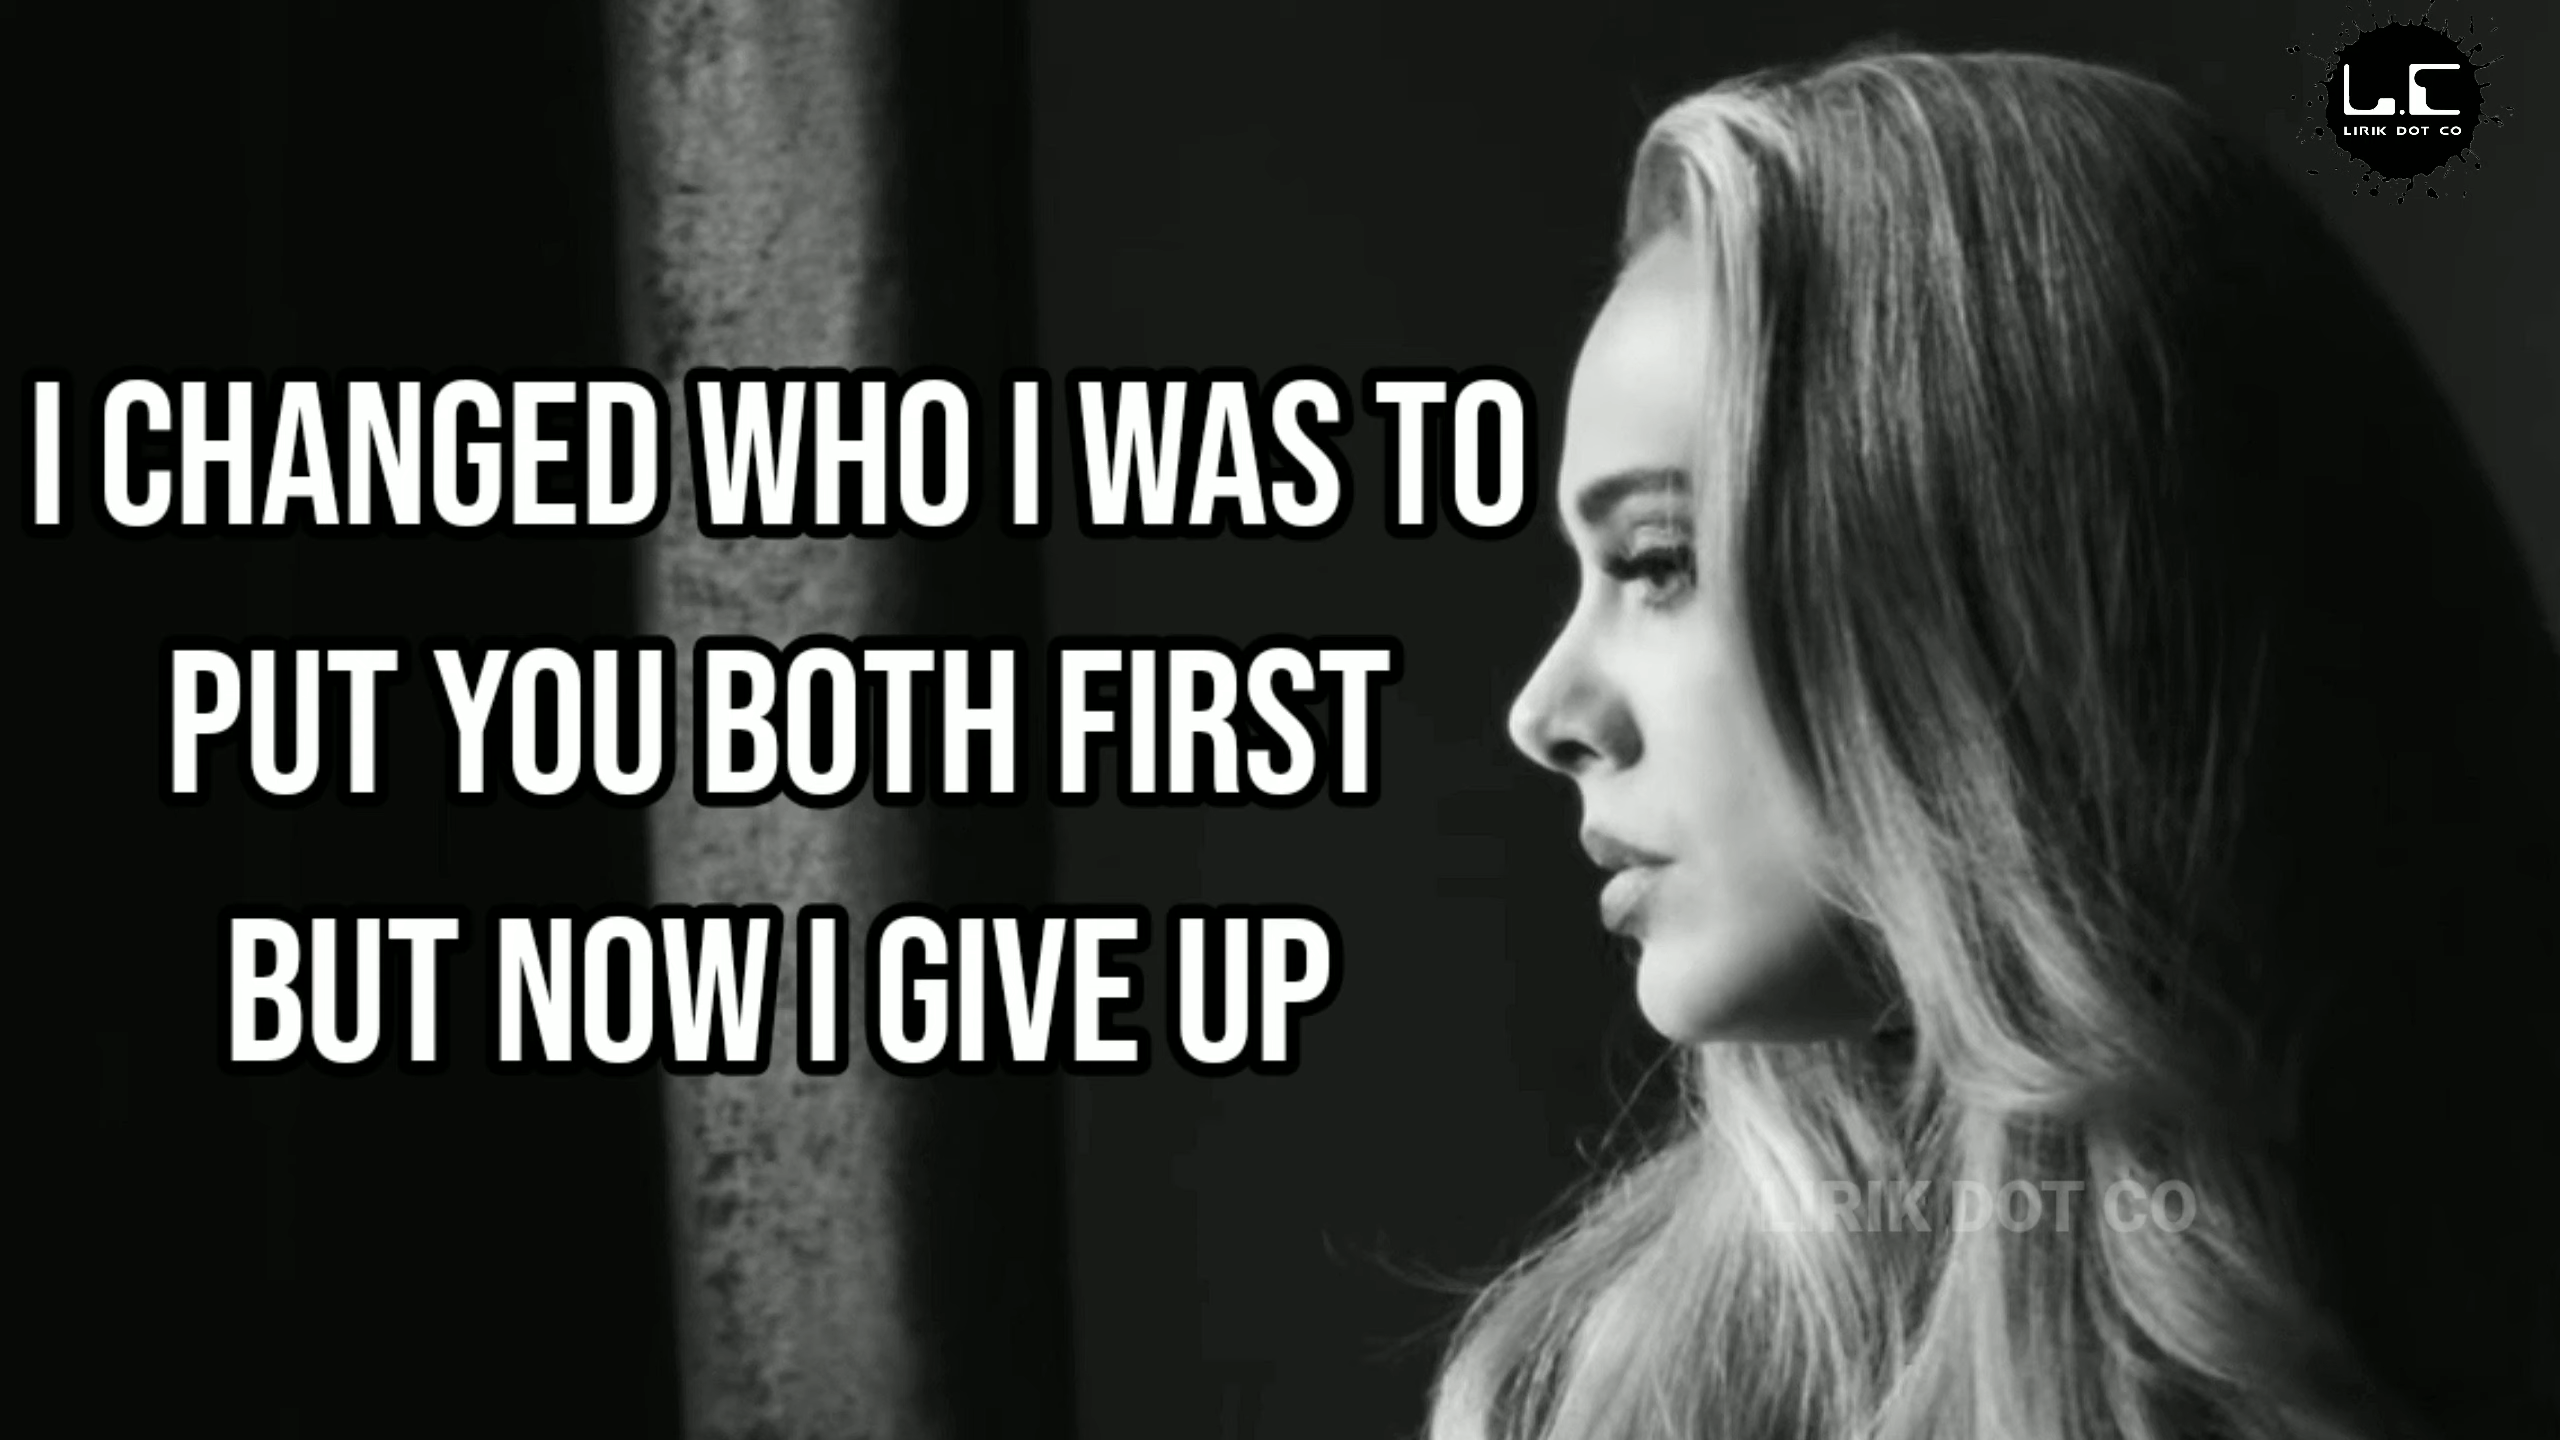 L.C
LIRIK DOT CO
I CHANGED WHO I WAS TO
PUT YOU BOTH FIRST
BUT NOW I GIVE UP
LIRIK DOT CO